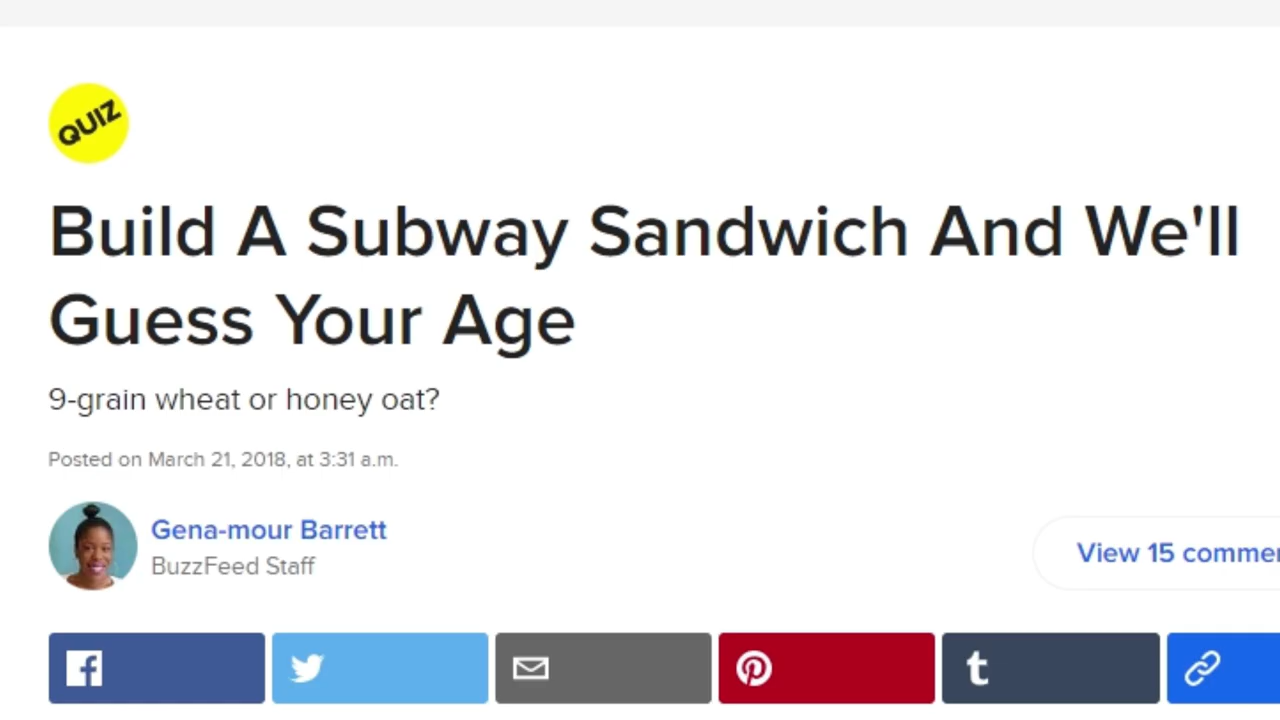 QUIZ
Build A Subway Sandwich And We'll
Guess Your Age
9-grain wheat or honey oat?
Posted on March 21, 2018, at 3:31 a.m.
Gena-mour Barrett
BuzzFeed Staff
View 15 commen